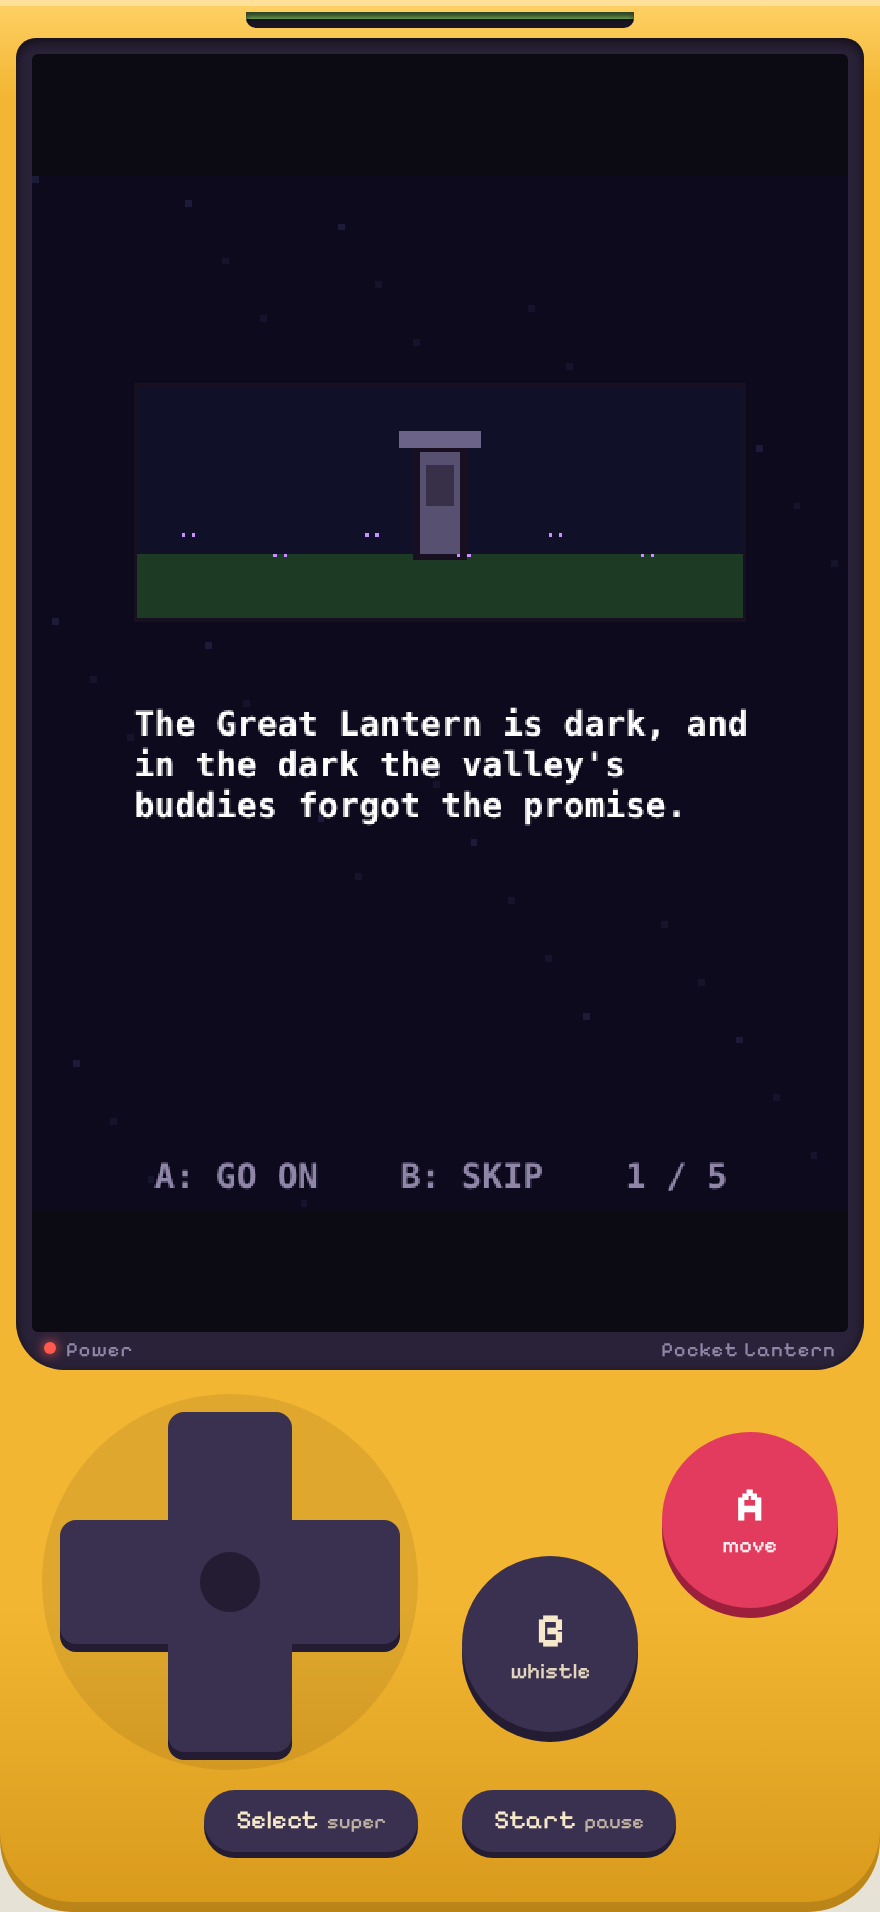 The Great Lantern is dark, and
in the dark the valley's
buddies forgot the promise.
A: GO ON B: SKIP 1 / 5
Power Pocket Lantern
A
move
B
whistle
Select super Start pause